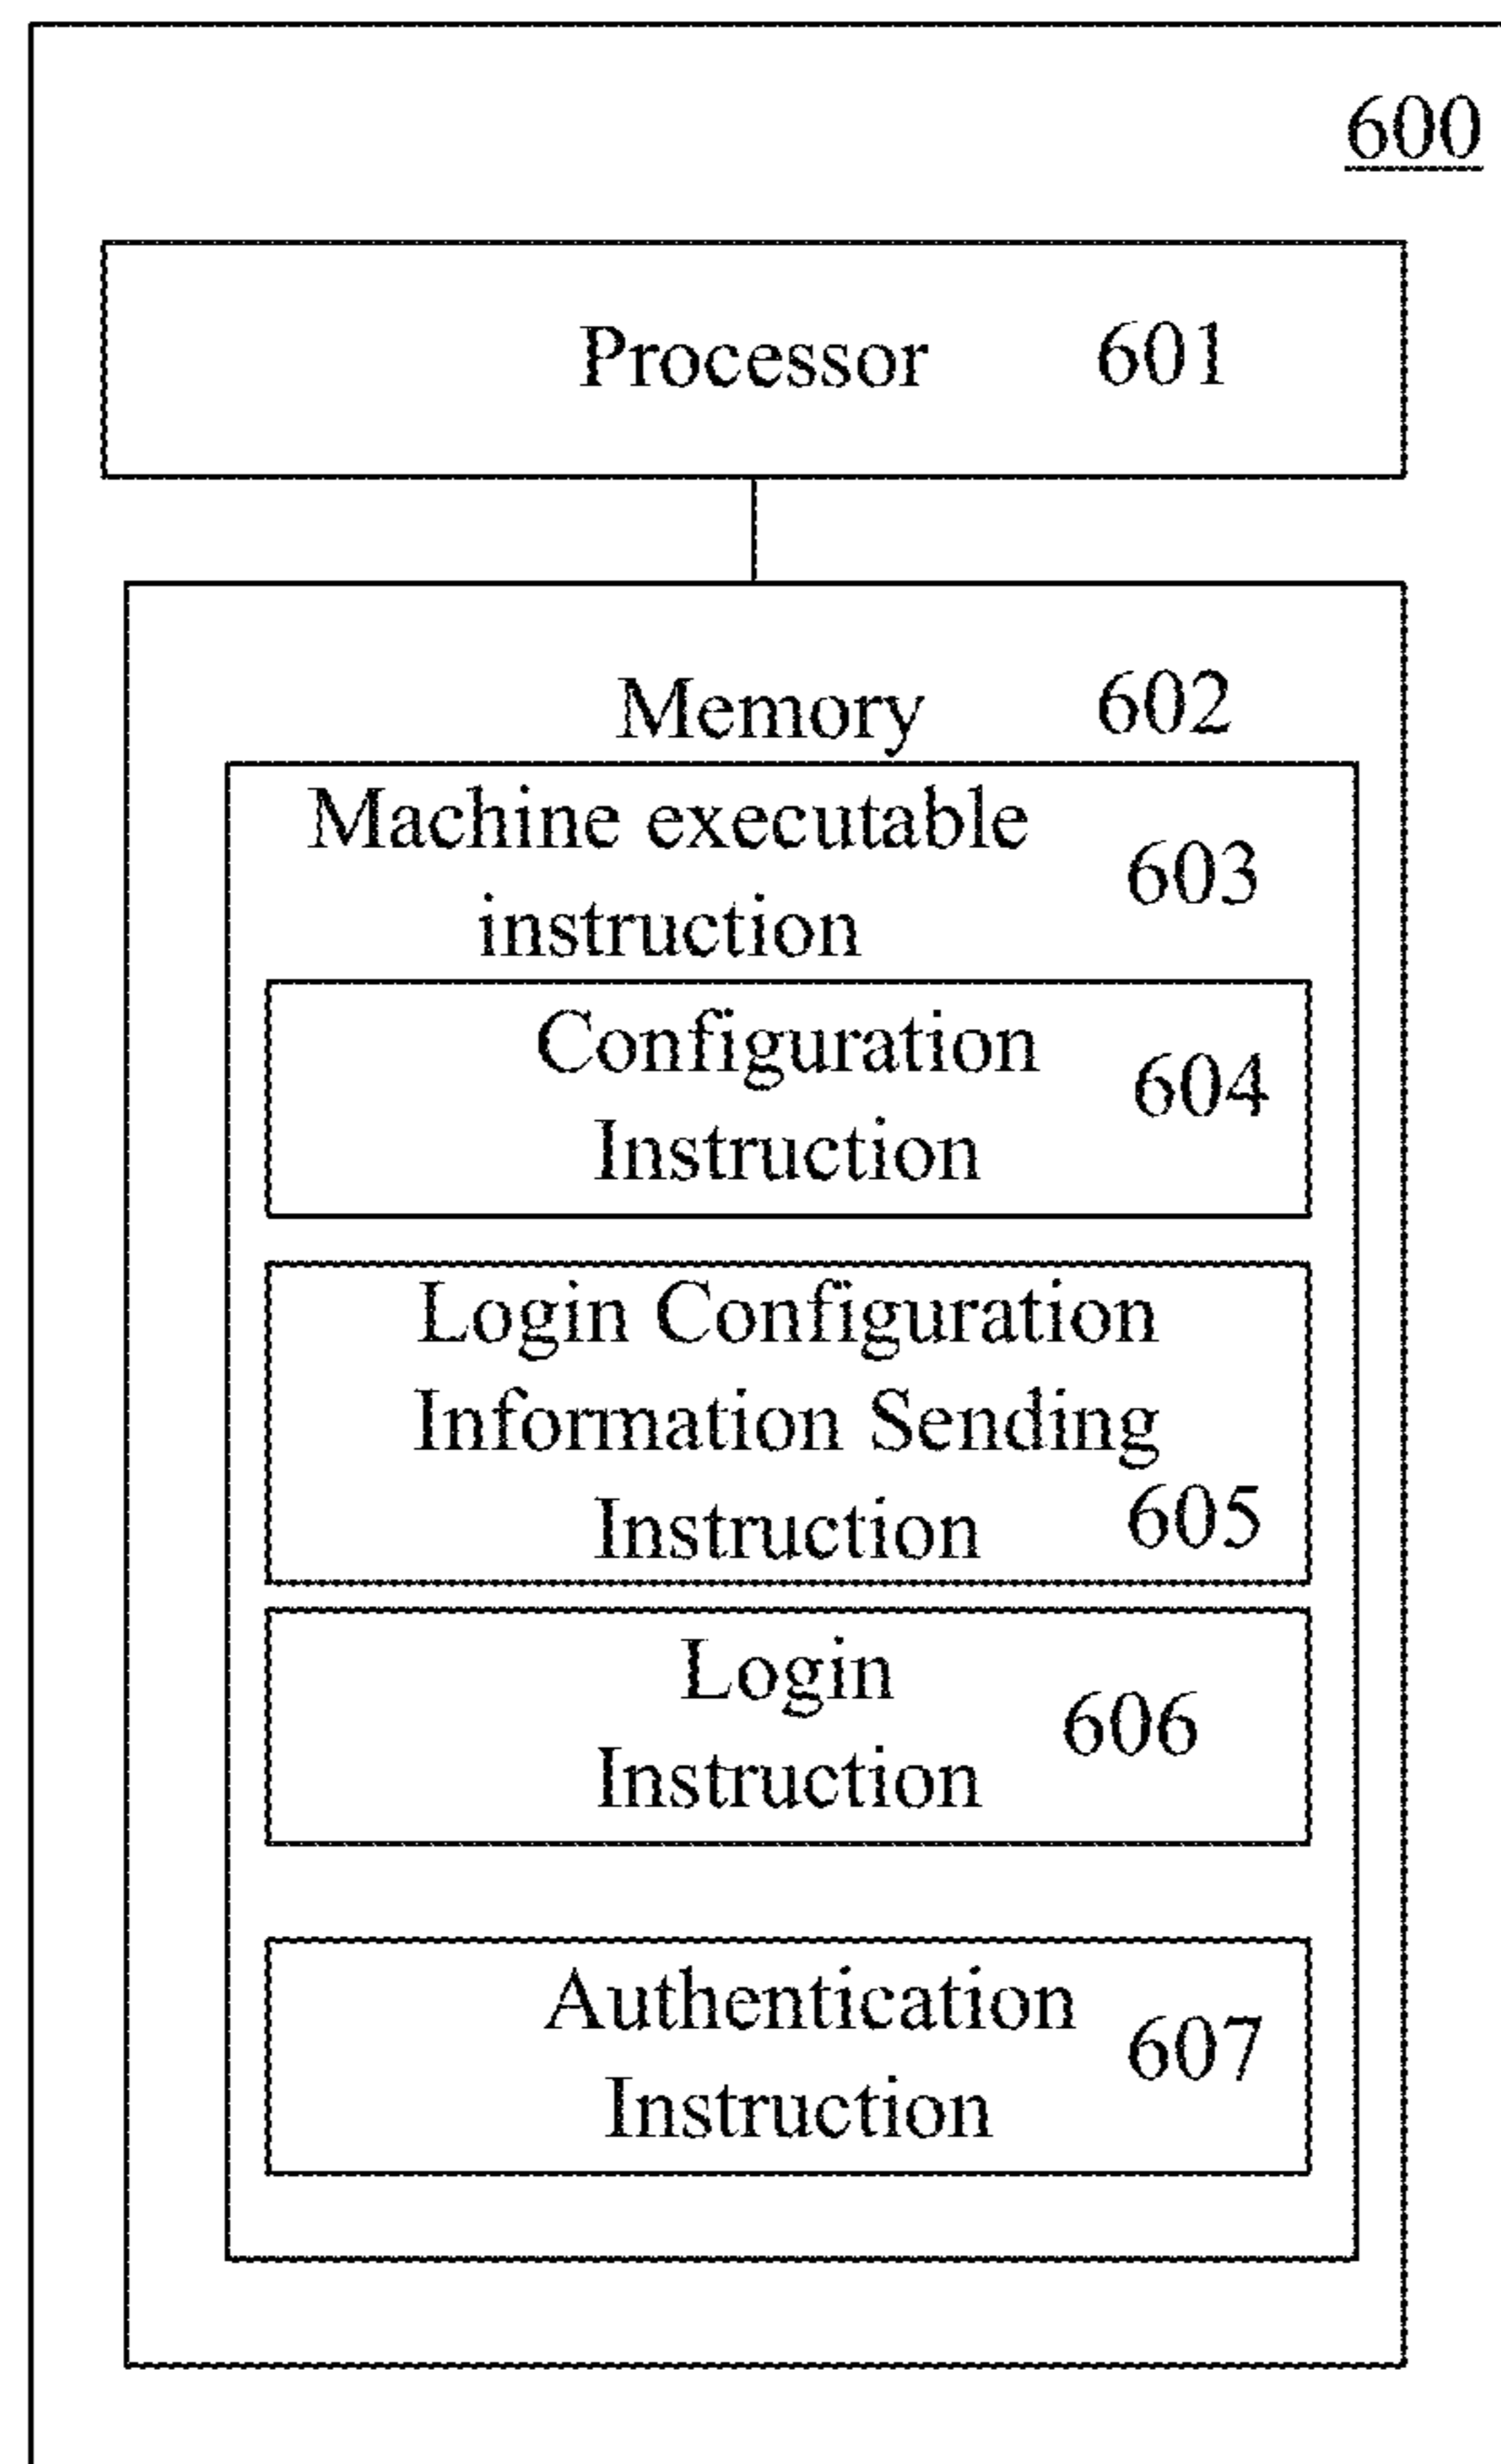 600
Processor 601
Memory 602
Machine executable
instruction 603
Configuration
Instruction 604
Login Configuration
Information Sending
Instruction 605
Login
Instruction 606
Authentication
Instruction 607